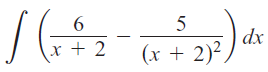 ∫ ( 6/(x + 2) − 5/(x + 2)² ) dx